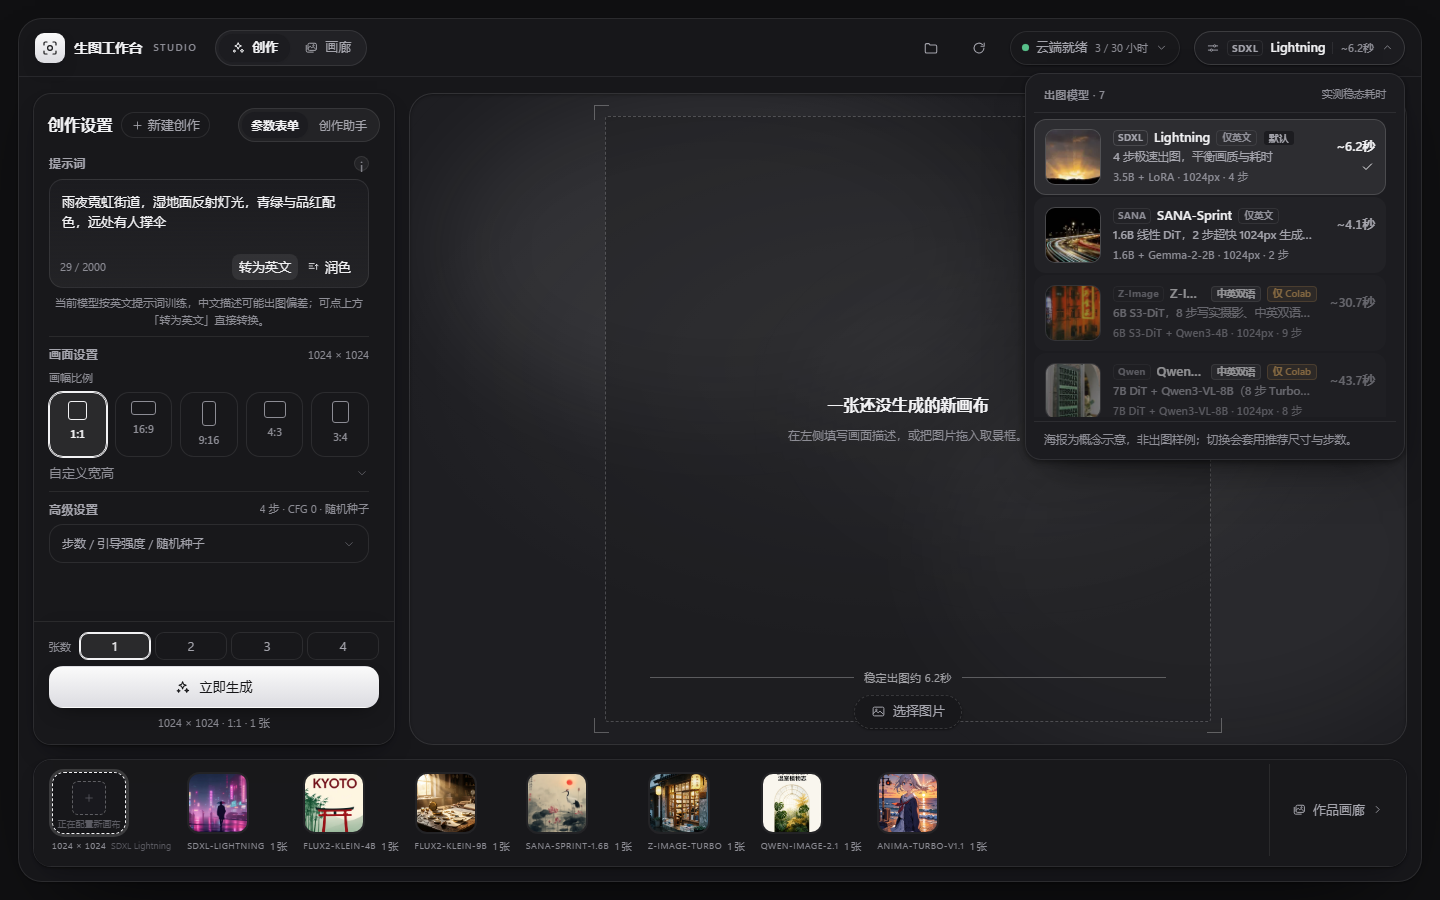 生图工作台 STUDIO 创作 画廊 云端就绪 3 / 30 小时 SDXL Lightning ~6.2秒
创作设置 + 新建创作 参数表单 创作助手
提示词
雨夜霓虹街道，湿地面反射灯光，青绿与品红配
色，远处有人撑伞
29 / 2000 转为英文 润色
当前模型按英文提示词训练，中文描述可能出图偏差；可点上方
「转为英文」直接转换。
画面设置 1024 × 1024
画幅比例
1:1 16:9 9:16 4:3 3:4
自定义宽高
高级设置 4 步 · CFG 0 · 随机种子
步数 / 引导强度 / 随机种子
张数 1 2 3 4
立即生成
1024 × 1024 · 1:1 · 1 张
一张还没生成的新画布
在左侧填写画面描述，或把图片拖入取景框。
稳定出图约 6.2秒
选择图片
出图模型 · 7 实测稳态耗时
SDXL Lightning 仅英文 默认 ~6.2秒
4 步极速出图，平衡画质与耗时
3.5B + LoRA · 1024px · 4 步
SANA SANA-Sprint 仅英文 ~4.1秒
1.6B 线性 DiT，2 步超快 1024px 生成...
1.6B + Gemma-2-2B · 1024px · 2 步
Z-Image Z-I... 中英双语 仅 Colab ~30.7秒
6B S3-DiT，8 步写实摄影、中英双语...
6B S3-DiT + Qwen3-4B · 1024px · 9 步
Qwen Qwen... 中英双语 仅 Colab ~43.7秒
7B DiT + Qwen3-VL-8B（8 步 Turbo...
7B DiT + Qwen3-VL-8B · 1024px · 8 步
海报为概念示意，非出图样例；切换会套用推荐尺寸与步数。
正在配置新画布
1024 × 1024 SDXL Lightning
SDXL-LIGHTNING 1张
KYOTO
FLUX2-KLEIN-4B 1张
FLUX2-KLEIN-9B 1张
SANA-SPRINT-1.6B 1张
Z-IMAGE-TURBO 1张
温室植物志
QWEN-IMAGE-2.1 1张
ANIMA-TURBO-V1.1 1张
作品画廊